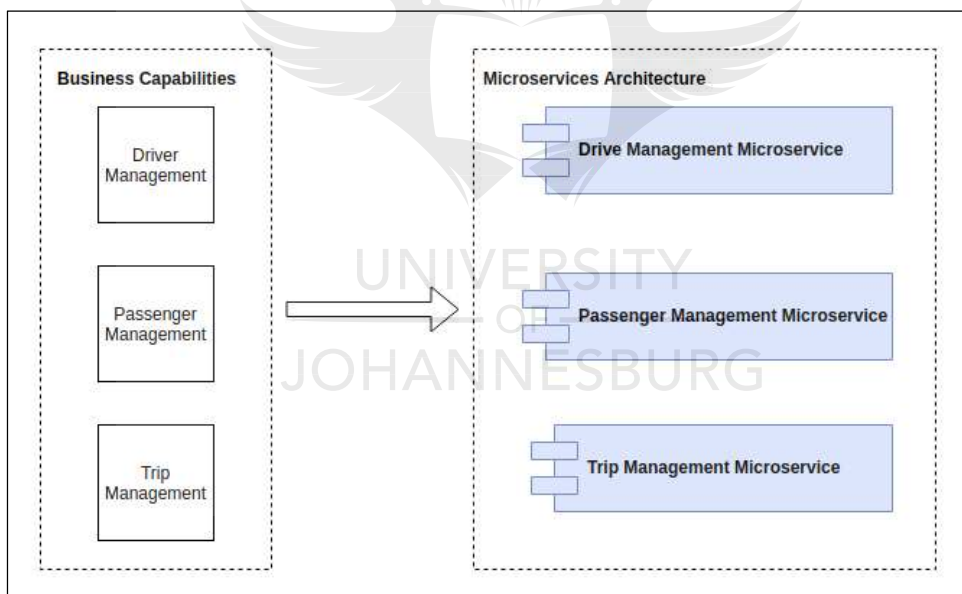 Business Capabilities
Driver
Management
Passenger
Management
Trip
Management
Microservices Architecture
Drive Management Microservice
Passenger Management Microservice
Trip Management Microservice
UNIVERSITY
OF
JOHANNESBURG